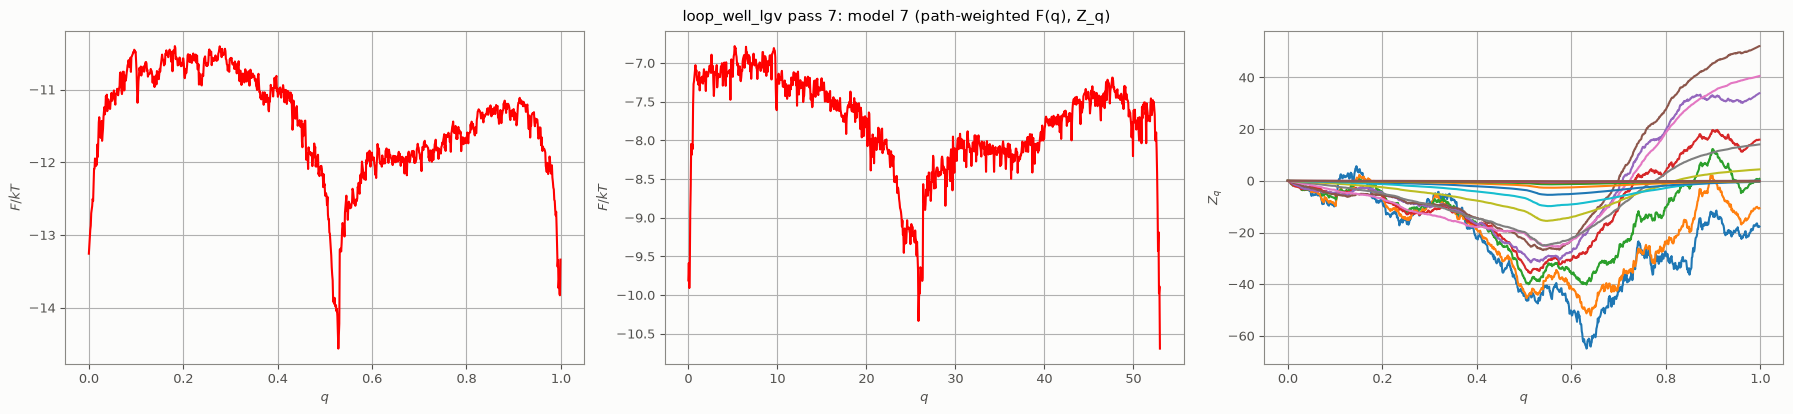 loop_well_lgv pass 7: model 7 (path-weighted F(q), Z_q)
F/kT
−11
−12
−13
−14
0.0 0.2 0.4 0.6 0.8 1.0
q
F/kT
−7.0
−7.5
−8.0
−8.5
−9.0
−9.5
−10.0
−10.5
0 10 20 30 40 50
q
Z_q
40
20
0
−20
−40
−60
0.0 0.2 0.4 0.6 0.8 1.0
q